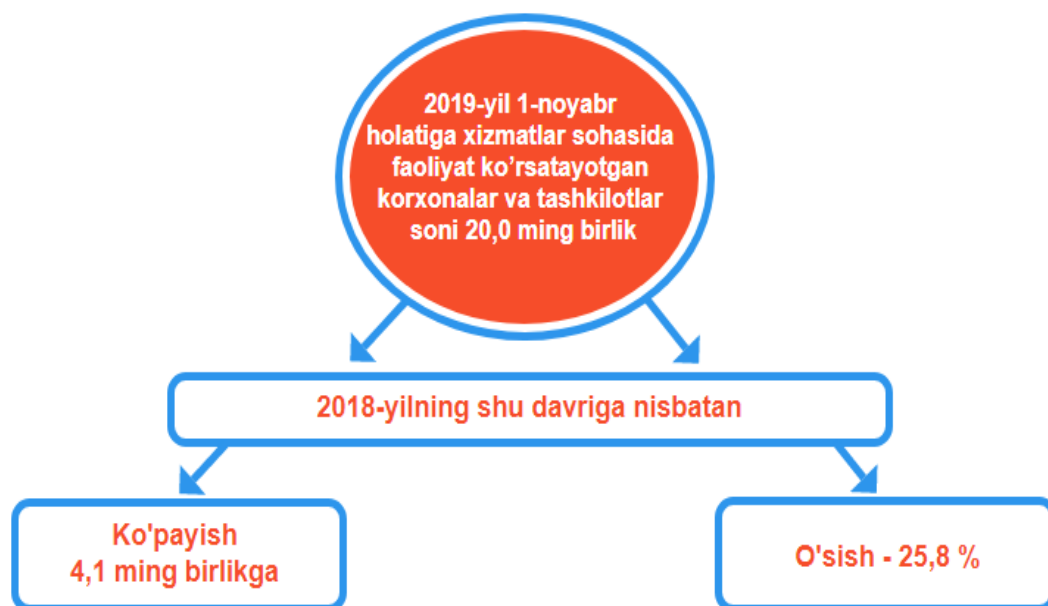 2019-yil 1-noyabr
holatiga xizmatlar sohasida
faoliyat ko’rsatayotgan
korxonalar va tashkilotlar
soni 20,0 ming birlik
2018-yilning shu davriga nisbatan
Ko'payish
4,1 ming birlikga
O'sish - 25,8 %